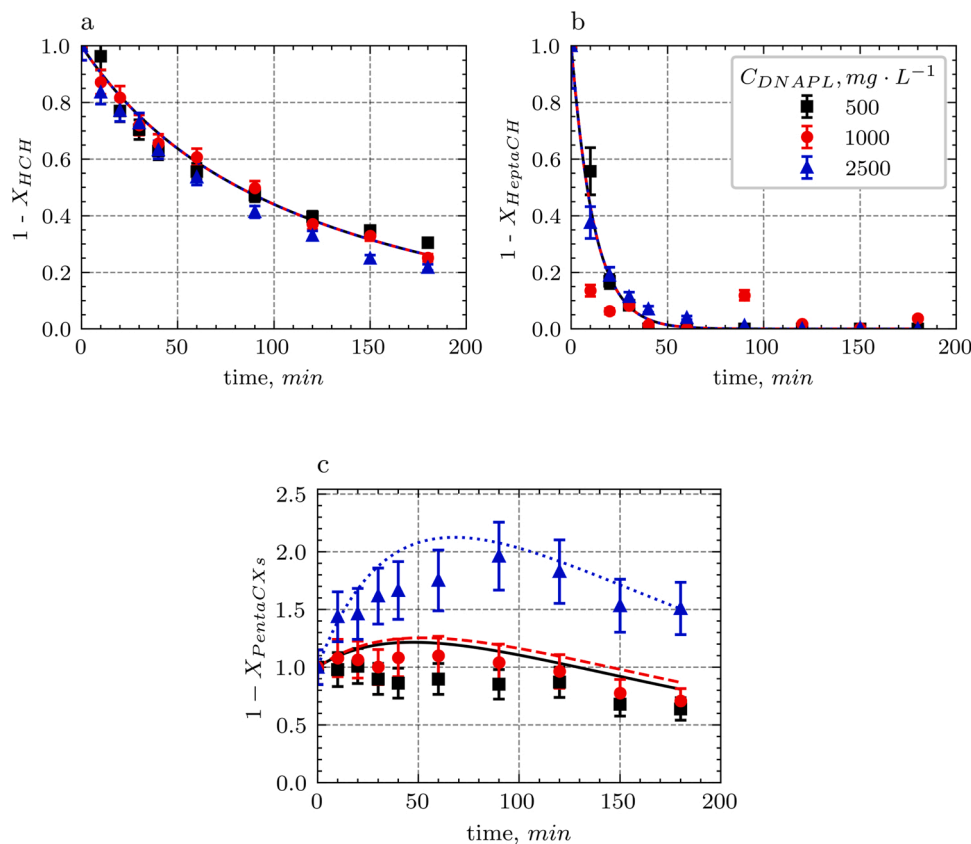 a
1.0
0.8
0.6
0.4
0.2
0.0
1 - X_HCH
0 50 100 150 200
time, min
b
1.0
0.8
0.6
0.4
0.2
0.0
1 - X_HeptaCH
0 50 100 150 200
time, min
C_DNAPL, mg · L⁻¹
500
1000
2500
c
2.5
2.0
1.5
1.0
0.5
0.0
1 − X_PentaCXs
0 50 100 150 200
time, min